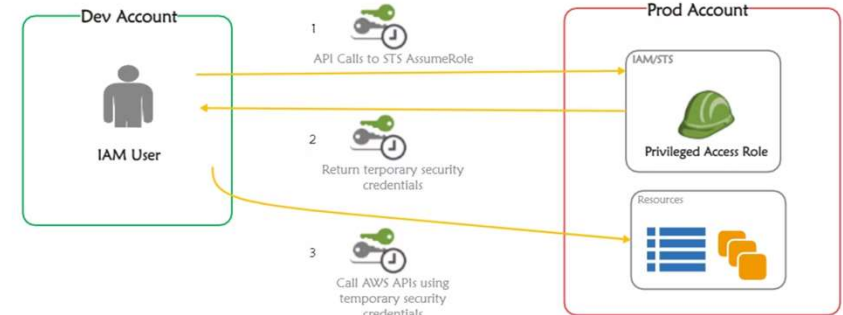 Dev Account
Prod Account
1
API Calls to STS AssumeRole
IAM/STS
Privileged Access Role
IAM User
2
Return terporary security
credentials
Resources
3
Call AWS APIs using
temporary security
credentials